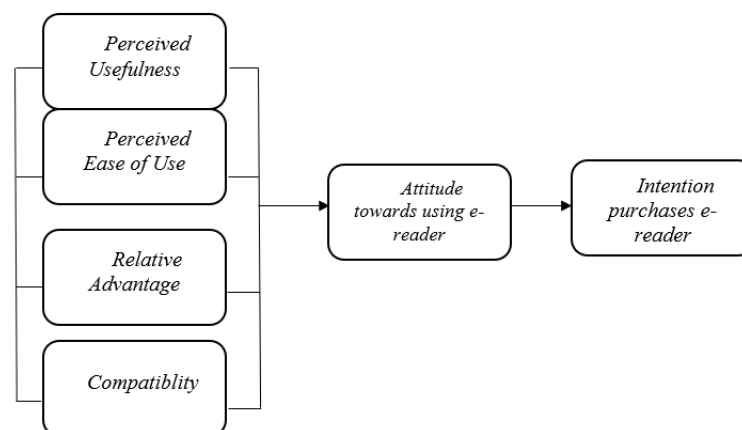 Perceived
Usefulness
Perceived
Ease of Use
Relative
Advantage
Compatiblity
Attitude
towards using e-
reader
Intention
purchases e-
reader